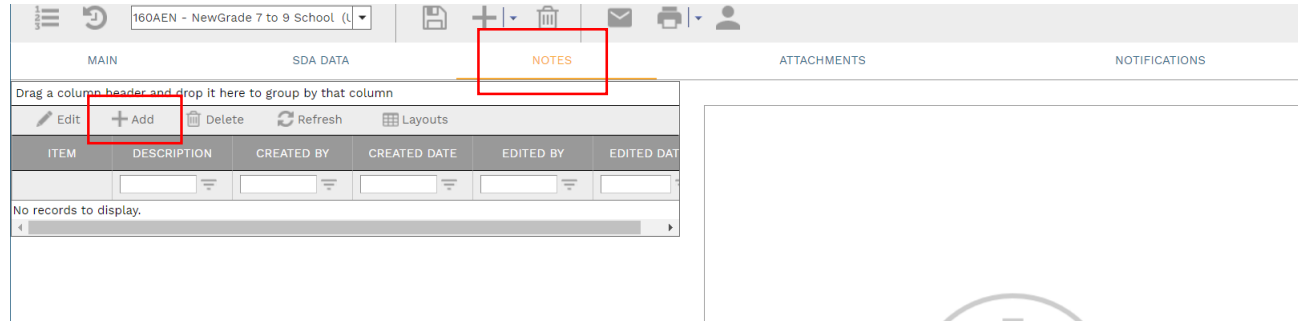 160AEN - NewGrade 7 to 9 School (U
MAIN SDA DATA NOTES ATTACHMENTS NOTIFICATIONS
Drag a column header and drop it here to group by that column
Edit Add Delete Refresh Layouts
ITEM DESCRIPTION CREATED BY CREATED DATE EDITED BY EDITED DAT
No records to display.